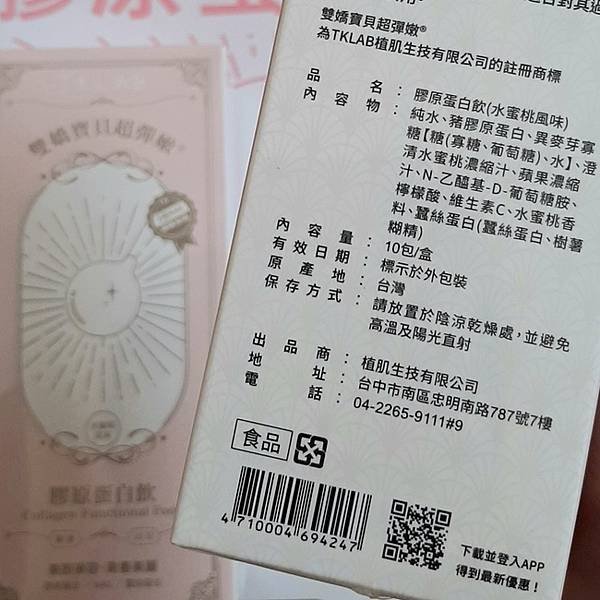 雙嬌寶貝超彈嫩®
膠原蛋白飲
Collagen Functional
雙嬌寶貝超彈嫩®
為TKLAB植肌生技有限公司的註冊商標
品名：膠原蛋白飲(水蜜桃風味)
內容物：純水、豬膠原蛋白、異麥芽寡
糖【糖(寡糖、葡萄糖)、水】、澄
清水蜜桃濃縮汁、蘋果濃縮
汁、N-乙醯基-D-葡萄糖胺、
檸檬酸、維生素C、水蜜桃香
料、蠶絲蛋白(蠶絲蛋白、樹薯
糊精)
內容量：10包/盒
有效日期：標示於外包裝
原產地：台灣
保存方式：請放置於陰涼乾燥處，並避免
高溫及陽光直射
出品商：植肌生技有限公司
地址：台中市南區忠明南路787號7樓
電話：04-2265-9111#9
食品
4 710004 694247
下載並登入APP
得到最新優惠！